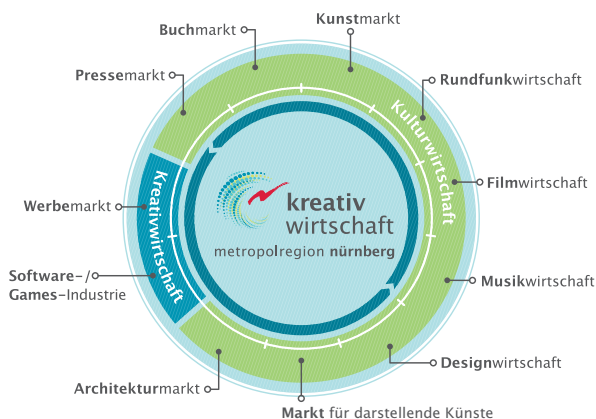 Kunstmarkt
Buchmarkt
Pressemarkt
Rundfunkwirtschaft
Kulturwirtschaft
Filmwirtschaft
Kreativwirtschaft
Werbemarkt
kreativ
wirtschaft
metropolregion nürnberg
Software-/
Games-Industrie
Musikwirtschaft
Designwirtschaft
Architekturmarkt
Markt für darstellende Künste